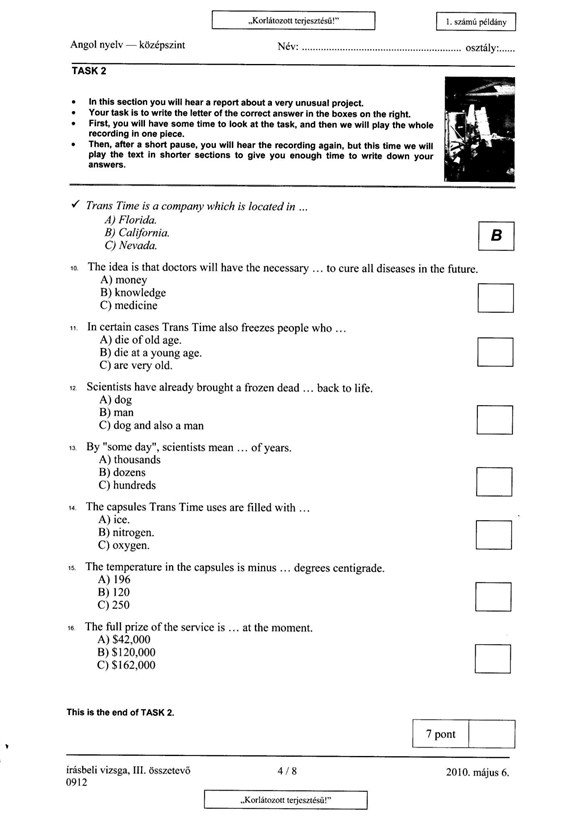 „Korlátozott terjesztésű!”
1. számú példány
Angol nyelv — középszint
Név: .............................................................. osztály:......
TASK 2
• In this section you will hear a report about a very unusual project.
• Your task is to write the letter of the correct answer in the boxes on the right.
• First, you will have some time to look at the task, and then we will play the whole
recording in one piece.
• Then, after a short pause, you will hear the recording again, but this time we will
play the text in shorter sections to give you enough time to write down your
answers.
✓ Trans Time is a company which is located in ...
A) Florida.
B) California.
C) Nevada.
B
10. The idea is that doctors will have the necessary … to cure all diseases in the future.
A) money
B) knowledge
C) medicine
11. In certain cases Trans Time also freezes people who …
A) die of old age.
B) die at a young age.
C) are very old.
12. Scientists have already brought a frozen dead … back to life.
A) dog
B) man
C) dog and also a man
13. By "some day", scientists mean … of years.
A) thousands
B) dozens
C) hundreds
14. The capsules Trans Time uses are filled with …
A) ice.
B) nitrogen.
C) oxygen.
15. The temperature in the capsules is minus … degrees centigrade.
A) 196
B) 120
C) 250
16. The full prize of the service is … at the moment.
A) $42,000
B) $120,000
C) $162,000
This is the end of TASK 2.
7 pont
írásbeli vizsga, III. összetevő
4 / 8
2010. május 6.
0912
„Korlátozott terjesztésű!”